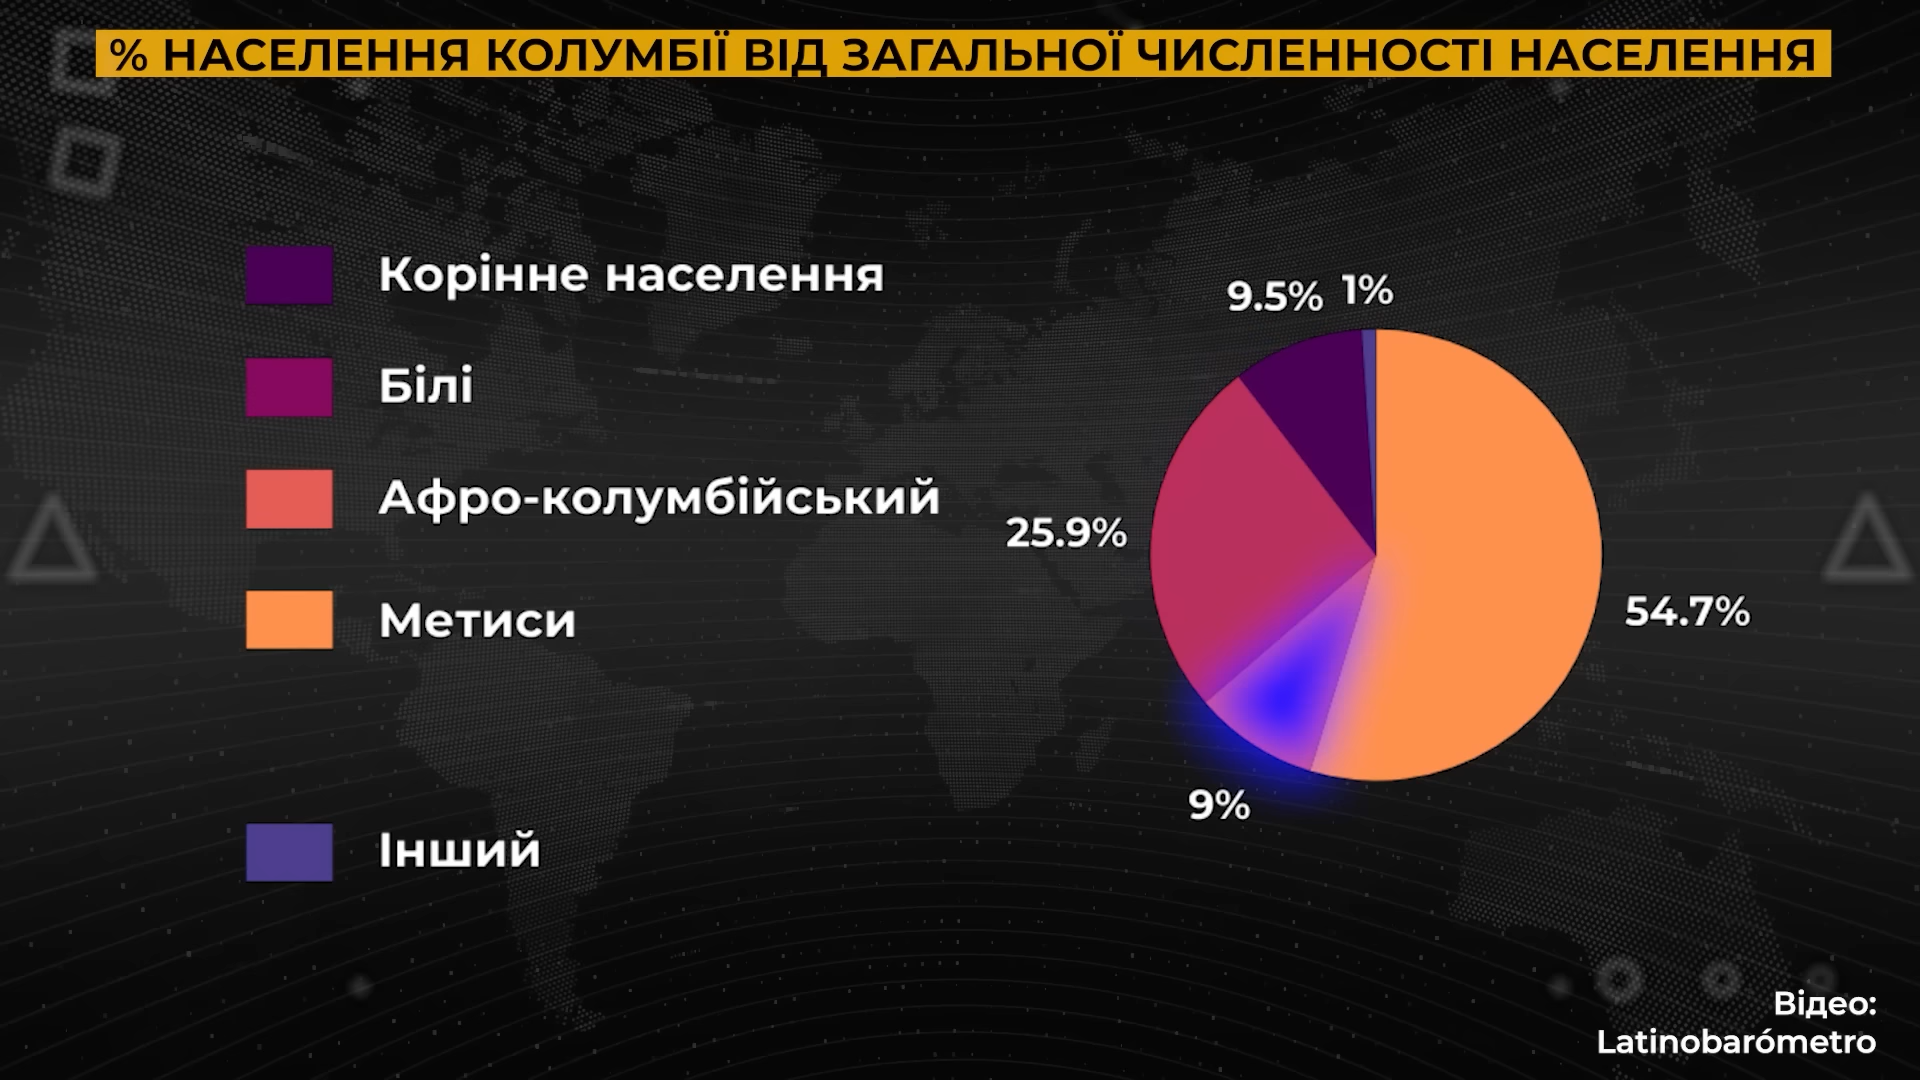 % НАСЕЛЕННЯ КОЛУМБІЇ ВІД ЗАГАЛЬНОЇ ЧИСЛЕННОСТІ НАСЕЛЕННЯ
Корінне населення
Білі
Афро-колумбійський
Метиси
Інший
9.5%
1%
25.9%
54.7%
9%
Відео:
Latinobarómetro